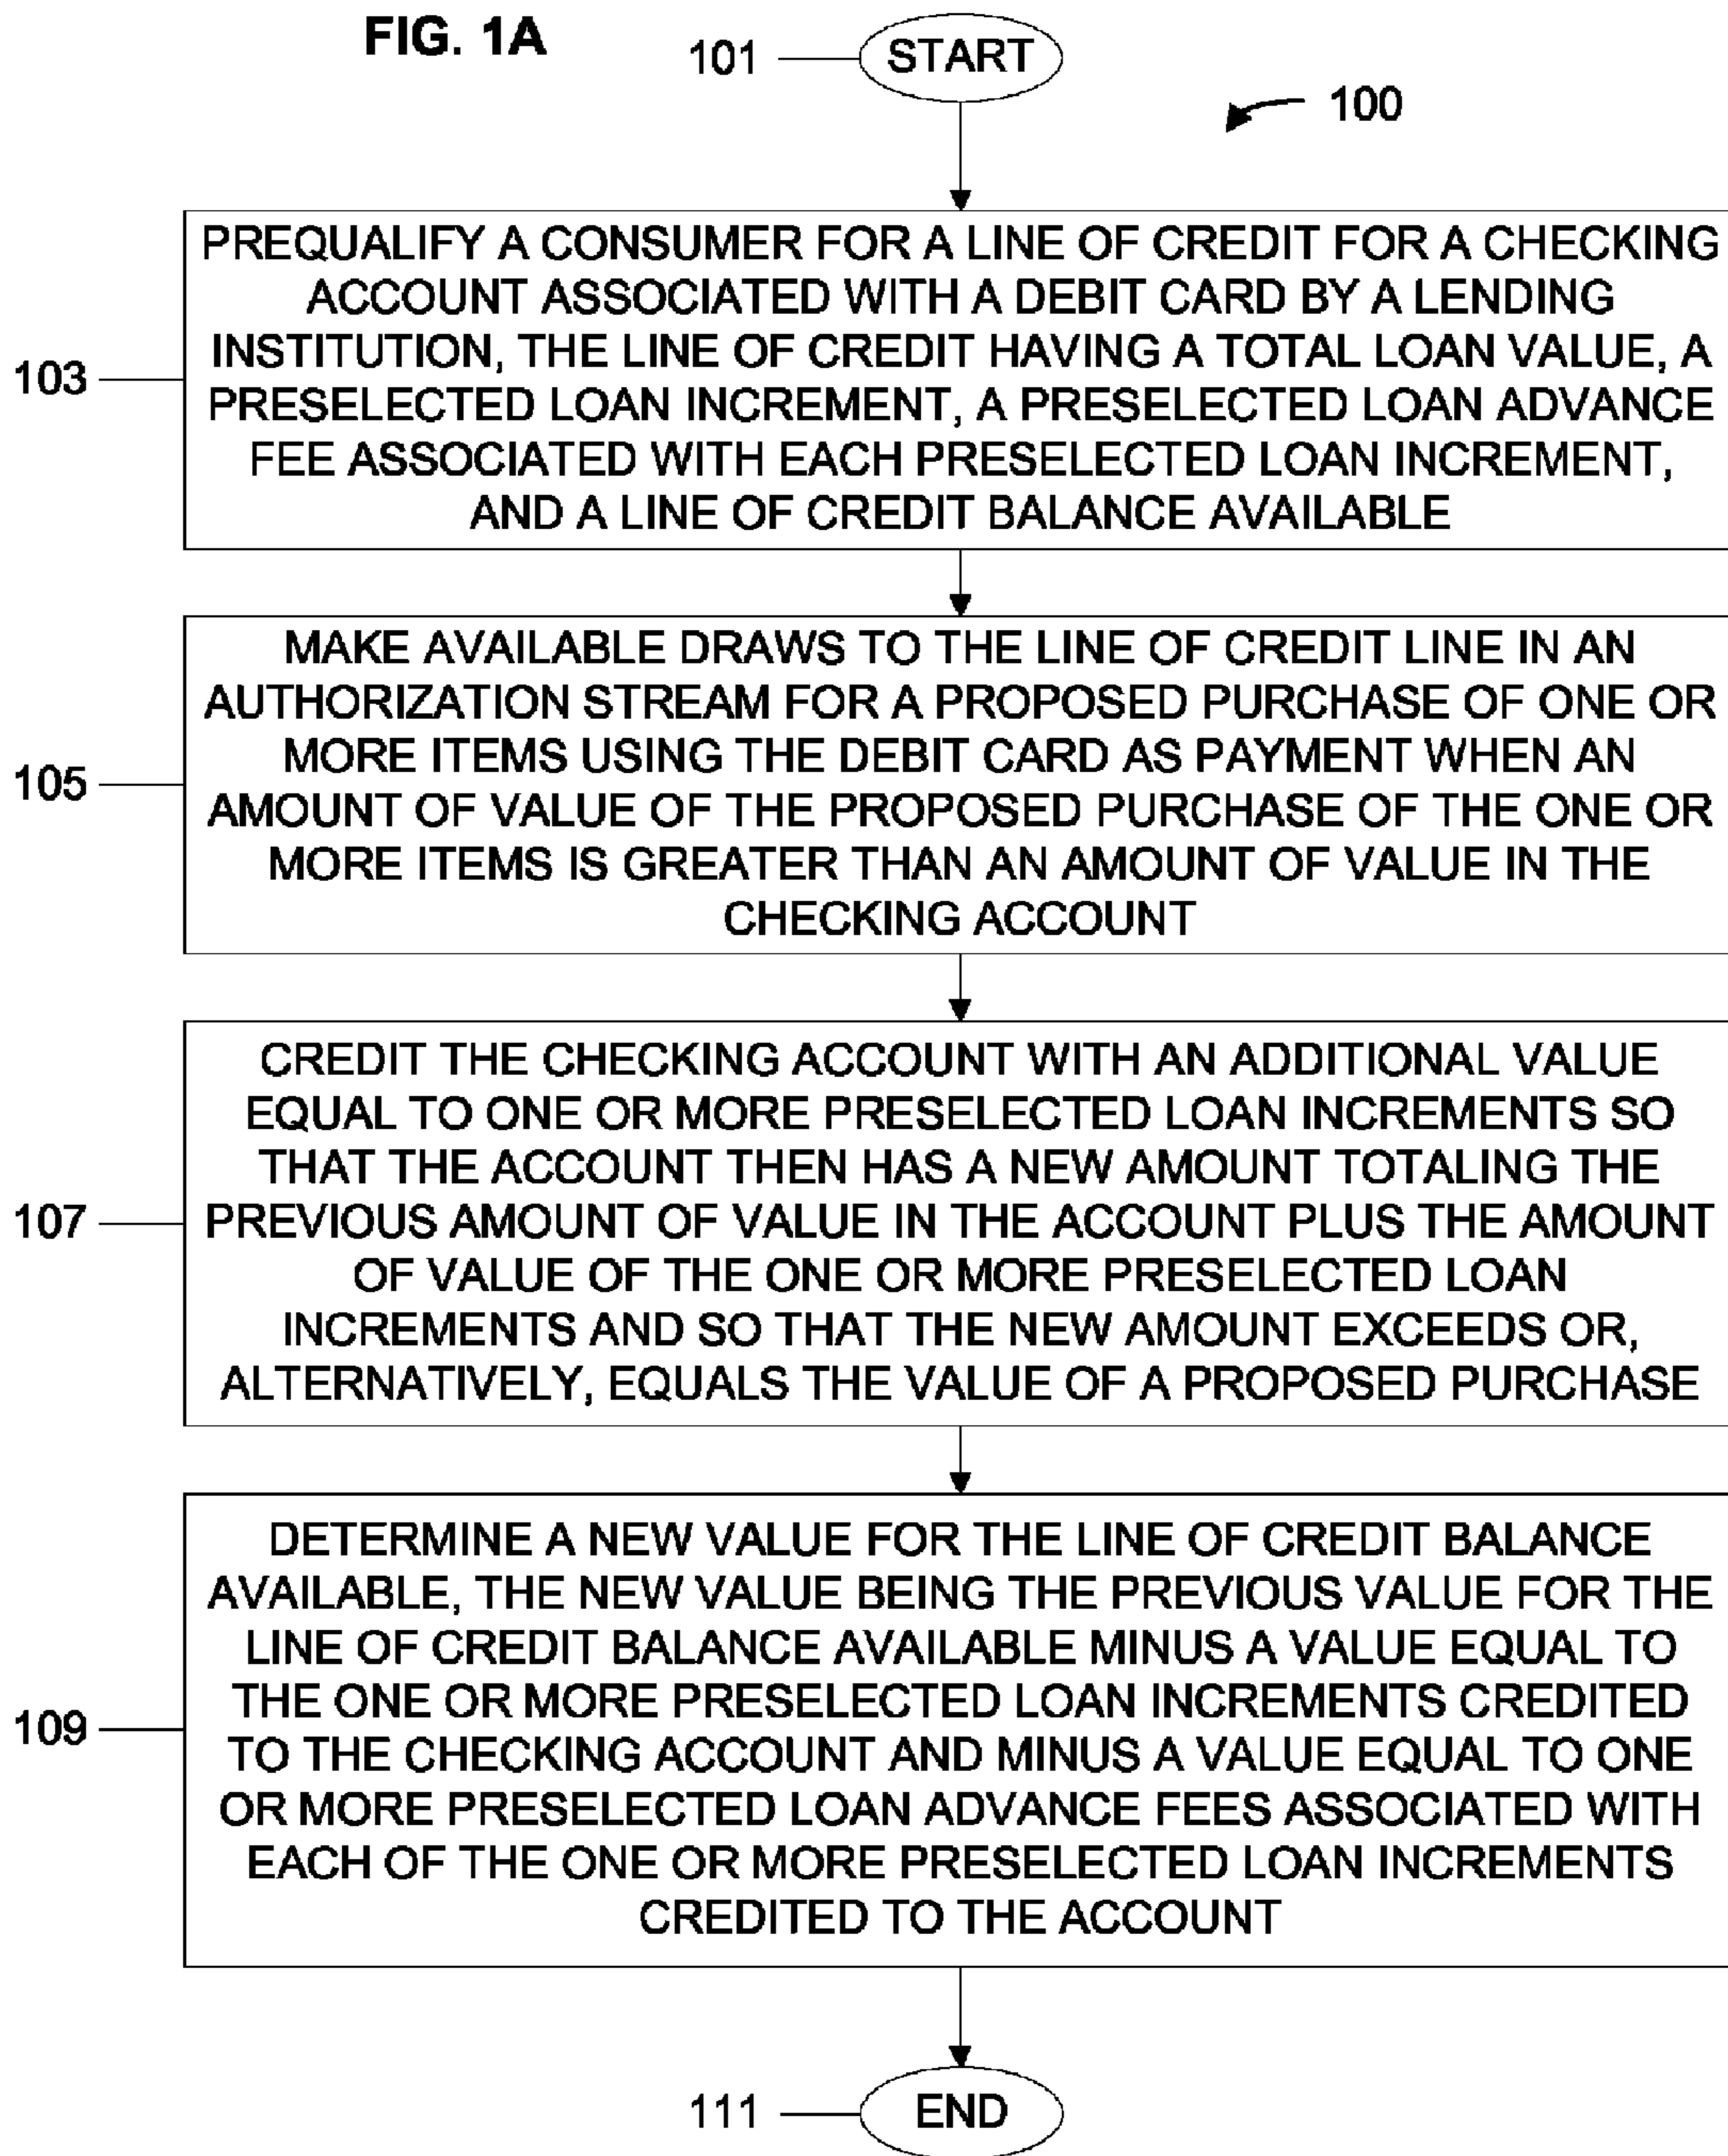 FIG. 1A
101
START
100
PREQUALIFY A CONSUMER FOR A LINE OF CREDIT FOR A CHECKING
ACCOUNT ASSOCIATED WITH A DEBIT CARD BY A LENDING
INSTITUTION, THE LINE OF CREDIT HAVING A TOTAL LOAN VALUE, A
103
PRESELECTED LOAN INCREMENT, A PRESELECTED LOAN ADVANCE
FEE ASSOCIATED WITH EACH PRESELECTED LOAN INCREMENT,
AND A LINE OF CREDIT BALANCE AVAILABLE
MAKE AVAILABLE DRAWS TO THE LINE OF CREDIT LINE IN AN
AUTHORIZATION STREAM FOR A PROPOSED PURCHASE OF ONE OR
MORE ITEMS USING THE DEBIT CARD AS PAYMENT WHEN AN
105
AMOUNT OF VALUE OF THE PROPOSED PURCHASE OF THE ONE OR
MORE ITEMS IS GREATER THAN AN AMOUNT OF VALUE IN THE
CHECKING ACCOUNT
CREDIT THE CHECKING ACCOUNT WITH AN ADDITIONAL VALUE
EQUAL TO ONE OR MORE PRESELECTED LOAN INCREMENTS SO
THAT THE ACCOUNT THEN HAS A NEW AMOUNT TOTALING THE
107
PREVIOUS AMOUNT OF VALUE IN THE ACCOUNT PLUS THE AMOUNT
OF VALUE OF THE ONE OR MORE PRESELECTED LOAN
INCREMENTS AND SO THAT THE NEW AMOUNT EXCEEDS OR,
ALTERNATIVELY, EQUALS THE VALUE OF A PROPOSED PURCHASE
DETERMINE A NEW VALUE FOR THE LINE OF CREDIT BALANCE
AVAILABLE, THE NEW VALUE BEING THE PREVIOUS VALUE FOR THE
LINE OF CREDIT BALANCE AVAILABLE MINUS A VALUE EQUAL TO
THE ONE OR MORE PRESELECTED LOAN INCREMENTS CREDITED
109
TO THE CHECKING ACCOUNT AND MINUS A VALUE EQUAL TO ONE
OR MORE PRESELECTED LOAN ADVANCE FEES ASSOCIATED WITH
EACH OF THE ONE OR MORE PRESELECTED LOAN INCREMENTS
CREDITED TO THE ACCOUNT
111
END